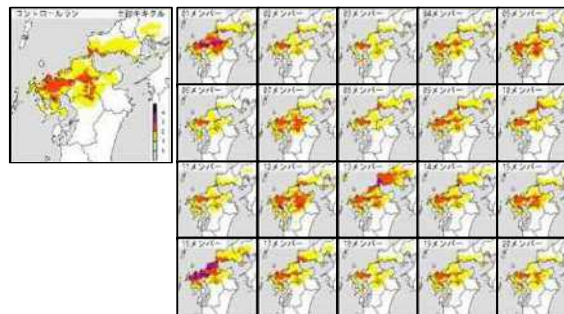 コントロールラン 土砂キキクル
01メンバー 02メンバー 03メンバー 04メンバー 05メンバー
06メンバー 07メンバー 08メンバー 09メンバー 10メンバー
11メンバー 12メンバー 13メンバー 14メンバー 15メンバー
16メンバー 17メンバー 18メンバー 19メンバー 20メンバー